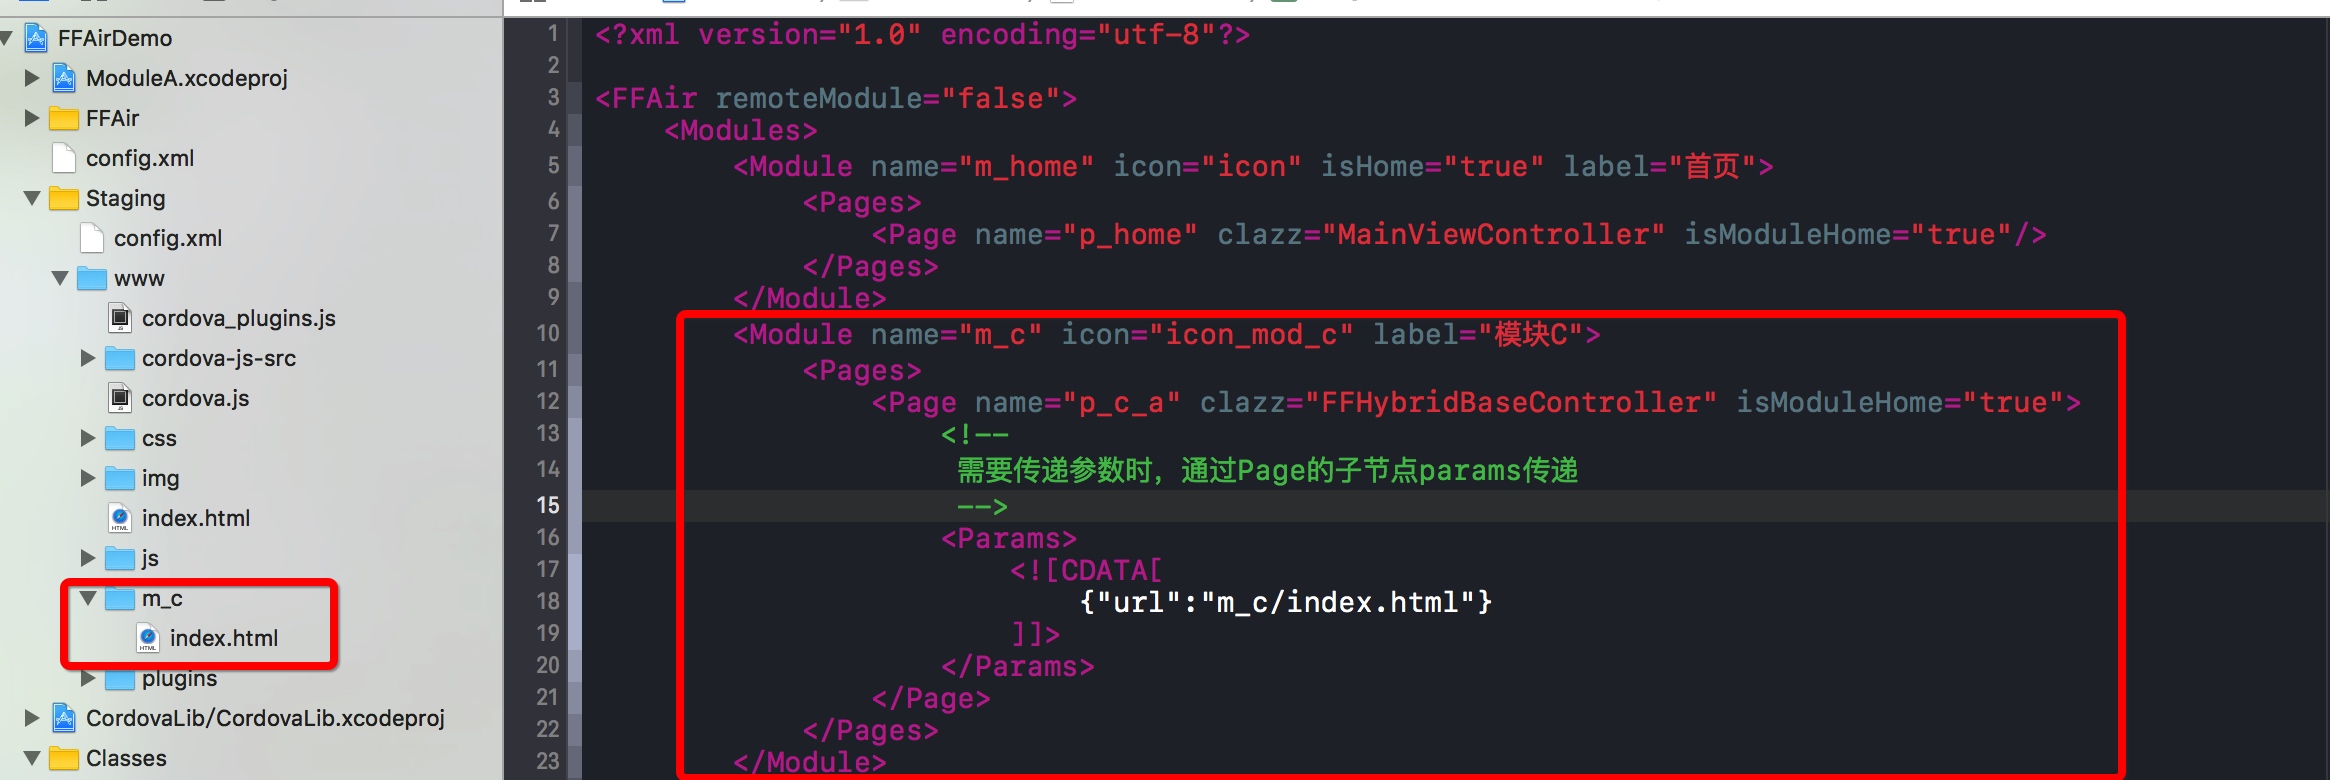 FFAirDemo
ModuleA.xcodeproj
FFAir
config.xml
Staging
config.xml
www
cordova_plugins.js
cordova-js-src
cordova.js
css
img
index.html
js
m_c
index.html
plugins
CordovaLib/CordovaLib.xcodeproj
Classes
1 <?xml version="1.0" encoding="utf-8"?>
2
3 <FFAir remoteModule="false">
4 <Modules>
5 <Module name="m_home" icon="icon" isHome="true" label="首页">
6 <Pages>
7 <Page name="p_home" clazz="MainViewController" isModuleHome="true"/>
8 </Pages>
9 </Module>
10 <Module name="m_c" icon="icon_mod_c" label="模块C">
11 <Pages>
12 <Page name="p_c_a" clazz="FFHybridBaseController" isModuleHome="true">
13 <!--
14 需要传递参数时，通过Page的子节点params传递
15 -->
16 <Params>
17 <![CDATA[
18 {"url":"m_c/index.html"}
19 ]]>
20 </Params>
21 </Page>
22 </Pages>
23 </Module>